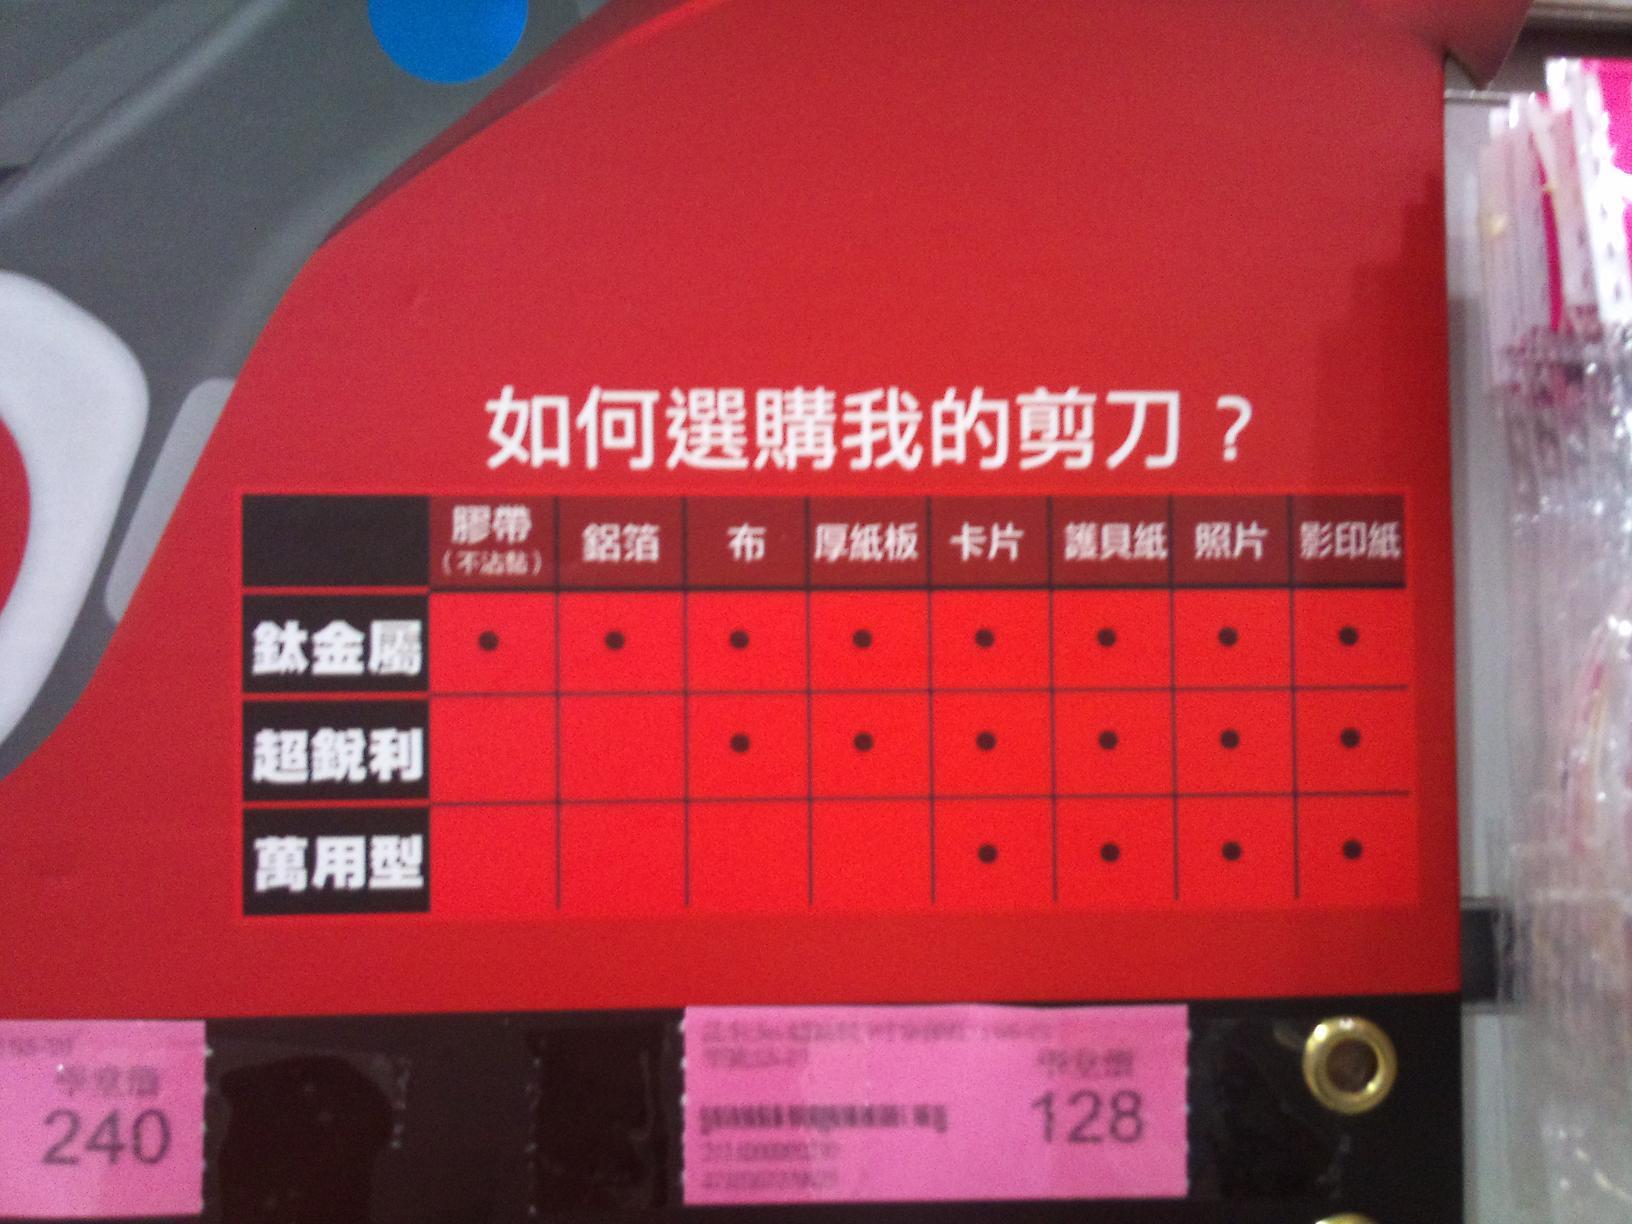 如何選購我的剪刀？
膠帶 鋁箔 布 厚紙板 卡片 護貝紙 照片 影印紙
(不沾黏)
鈦金屬 ● ● ● ● ● ● ● ●
超銳利 ● ● ● ● ● ●
萬用型 ● ● ● ●
240
128